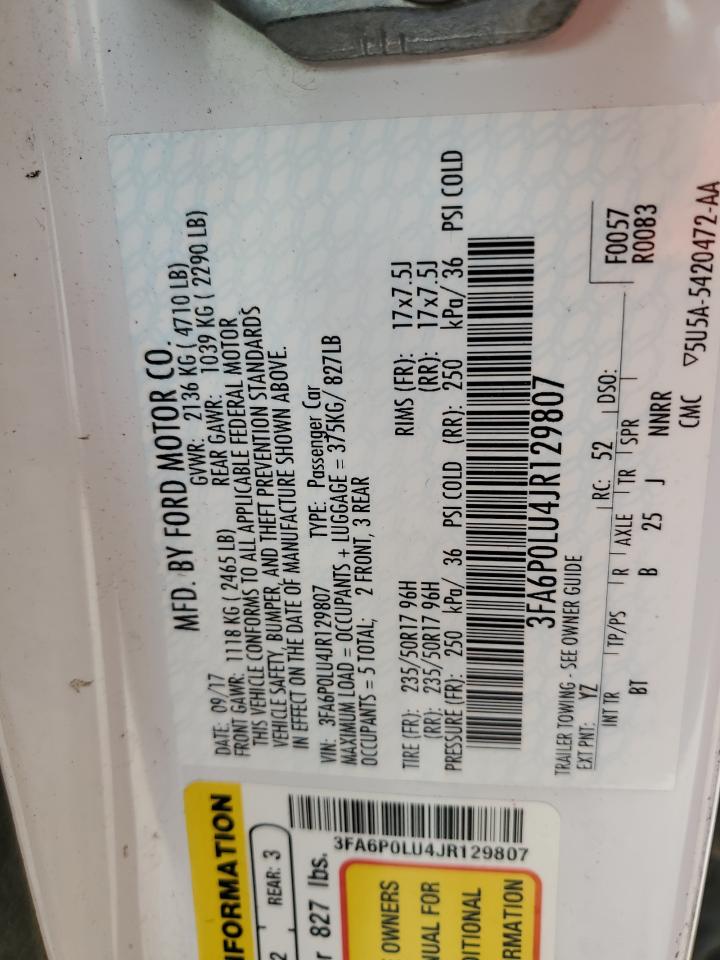 MFD. BY FORD MOTOR CO.
DATE: 09/17 GVWR: 2136 KG ( 4710 LB)
FRONT GAWR: 1118 KG ( 2465 LB) REAR GAWR: 1039 KG ( 2290 LB)
THIS VEHICLE CONFORMS TO ALL APPLICABLE FEDERAL MOTOR
VEHICLE SAFETY, BUMPER, AND THEFT PREVENTION STANDARDS
IN EFFECT ON THE DATE OF MANUFACTURE SHOWN ABOVE.
VIN: 3FA6P0LU4JR129807 TYPE: Passenger Car
MAXIMUM LOAD = OCCUPANTS + LUGGAGE = 375KG/ 827LB
OCCUPANTS = 5 TOTAL; 2 FRONT, 3 REAR
TIRE (FR): 235/50R17 96H RIMS (FR): 17x7.5J
(RR): 235/50R17 96H (RR): 17x7.5J
PRESSURE (FR): 250 kPa/ 36 PSI COLD (RR): 250 kPa/ 36 PSI COLD
3FA6P0LU4JR129807
TRAILER TOWING - SEE OWNER GUIDE
EXT PNT: YZ RC: 52 DSO:
F0057
R0083
INT TR TP/PS R AXLE TR SPR
BT B 25 J NNRR
CMC ▽5U5A-5420472-AA
FORMATION
2 REAR: 3
r 827 lbs.
3FA6P0LU4JR129807
OWNERS
NUAL FOR
DITIONAL
RMATION